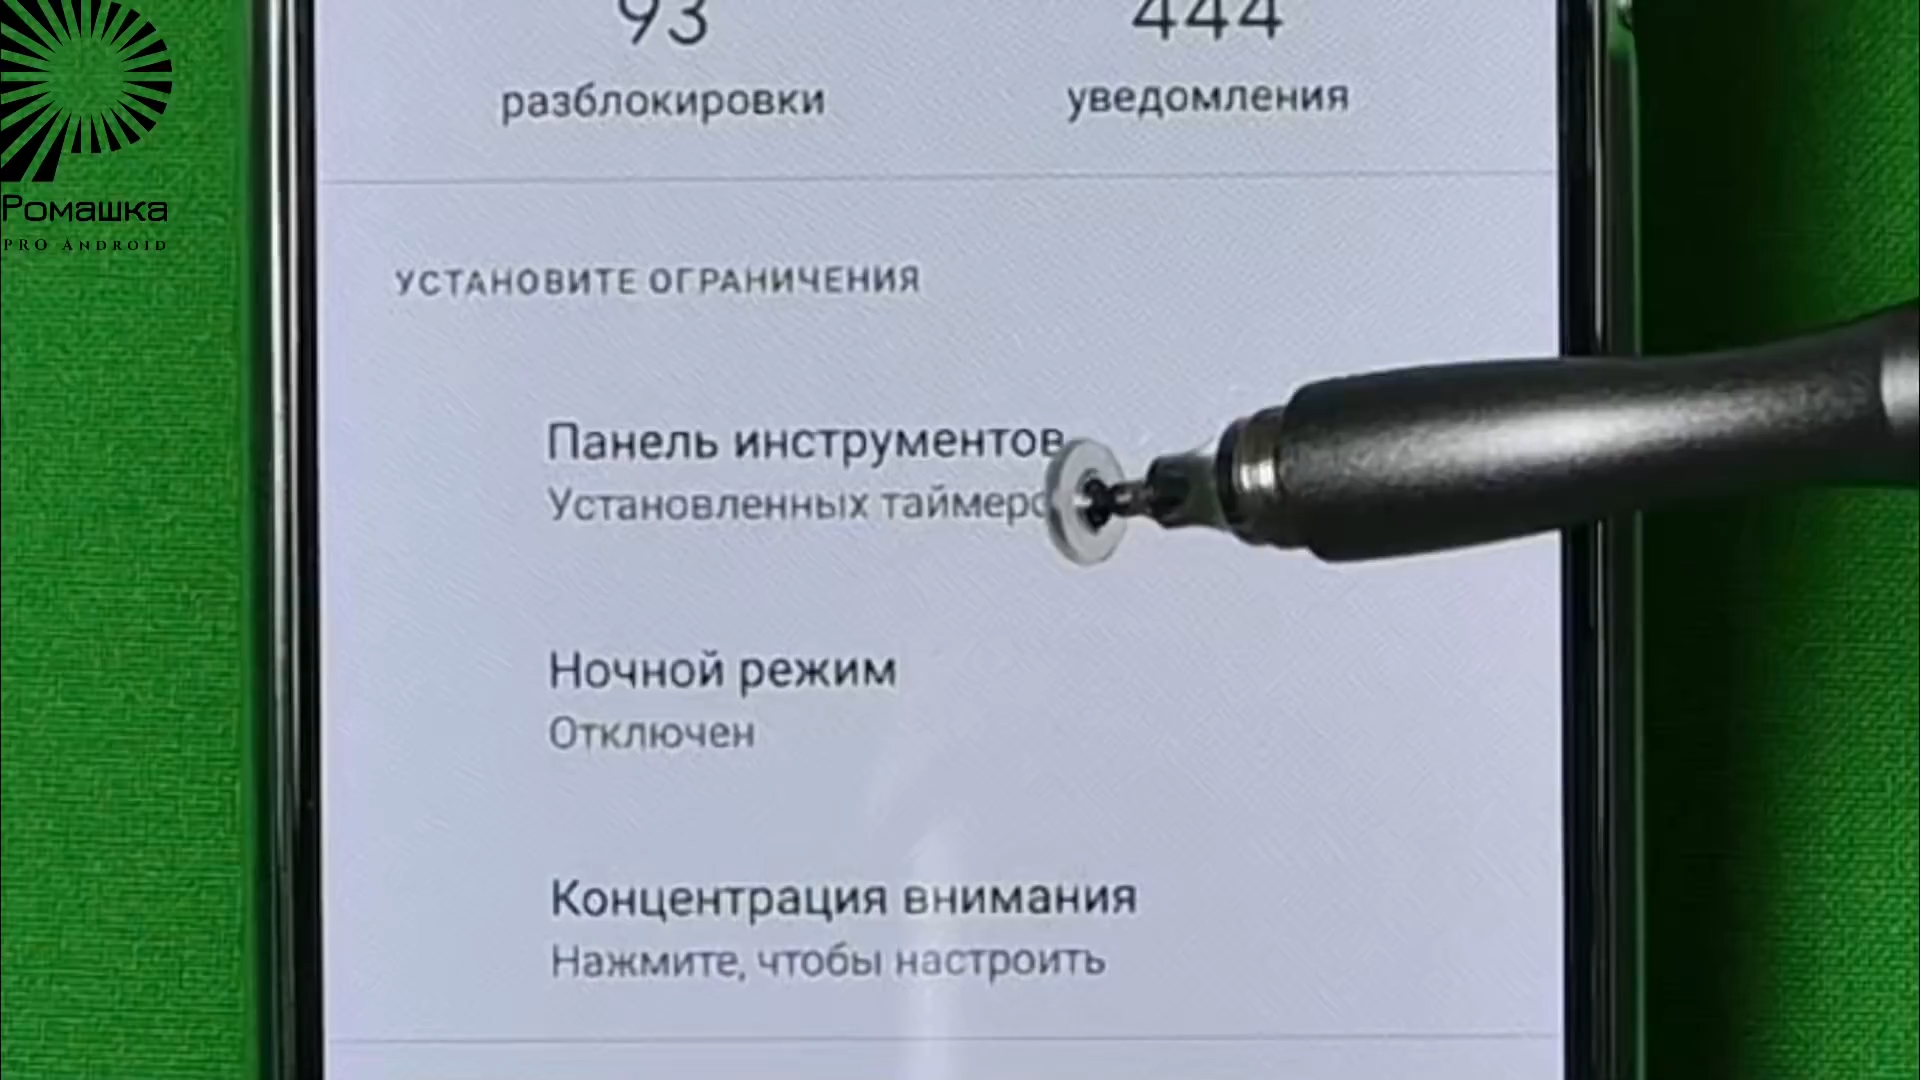 93 444
разблокировки уведомления
Ромашка
PRO ANDROID
УСТАНОВИТЕ ОГРАНИЧЕНИЯ
Панель инструментов
Установленных
Ночной режим
Отключен
Концентрация внимания
Нажмите, чтобы настроить